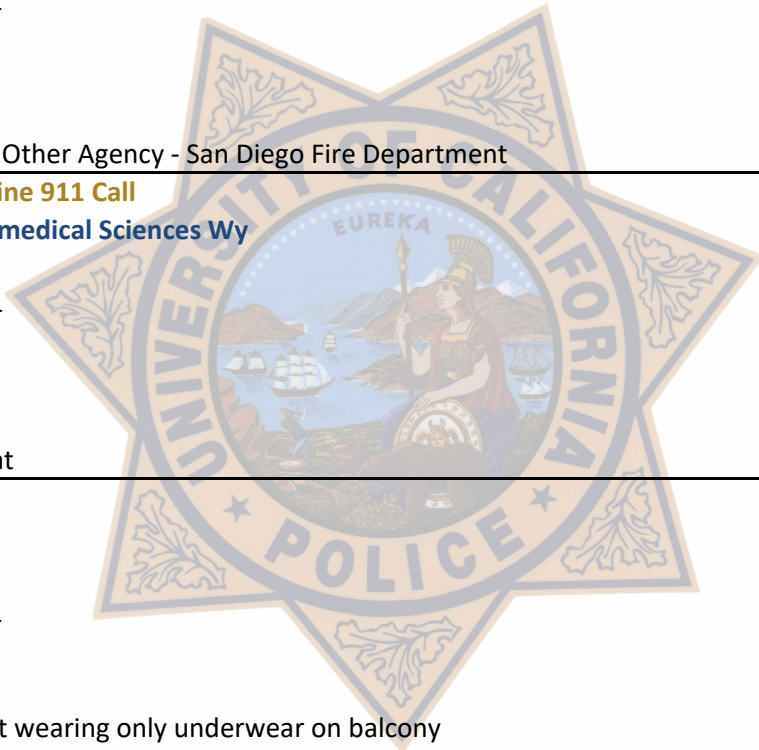 Other Agency - San Diego Fire Department
ine 911 Call
medical Sciences Wy
UNIVERSITY OF CALIFORNIA
EUREKA
POLICE
t wearing only underwear on balcony